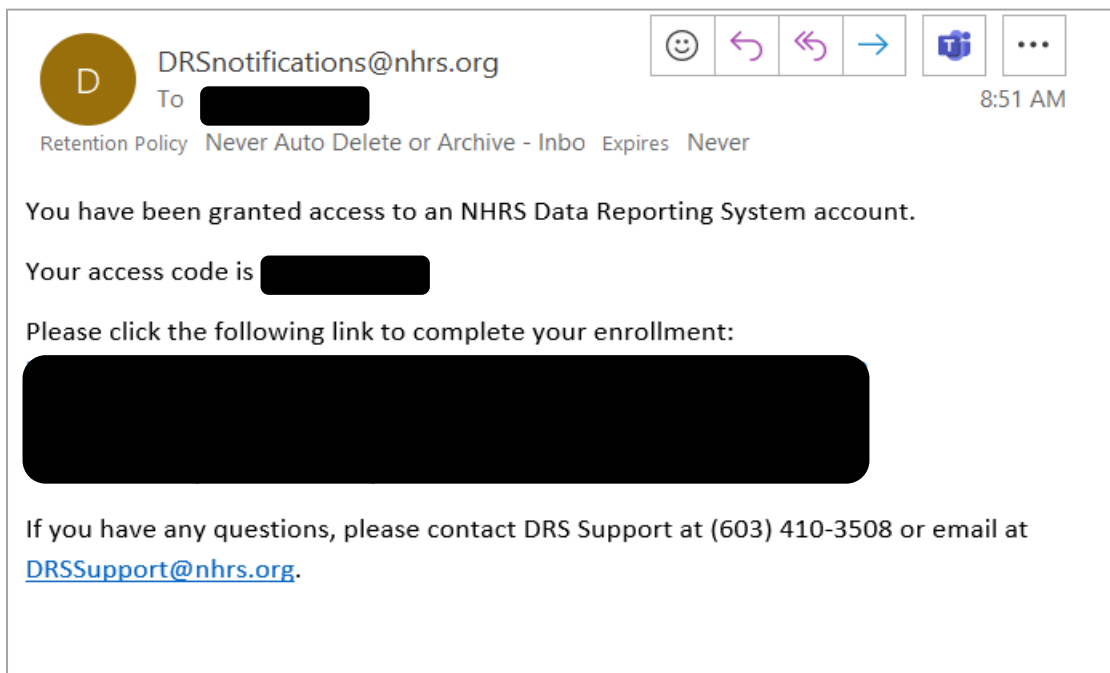 D
DRSnotifications@nhrs.org
To
8:51 AM
Retention Policy Never Auto Delete or Archive - Inbo Expires Never
You have been granted access to an NHRS Data Reporting System account.
Your access code is
Please click the following link to complete your enrollment:
If you have any questions, please contact DRS Support at (603) 410-3508 or email at
DRSSupport@nhrs.org.